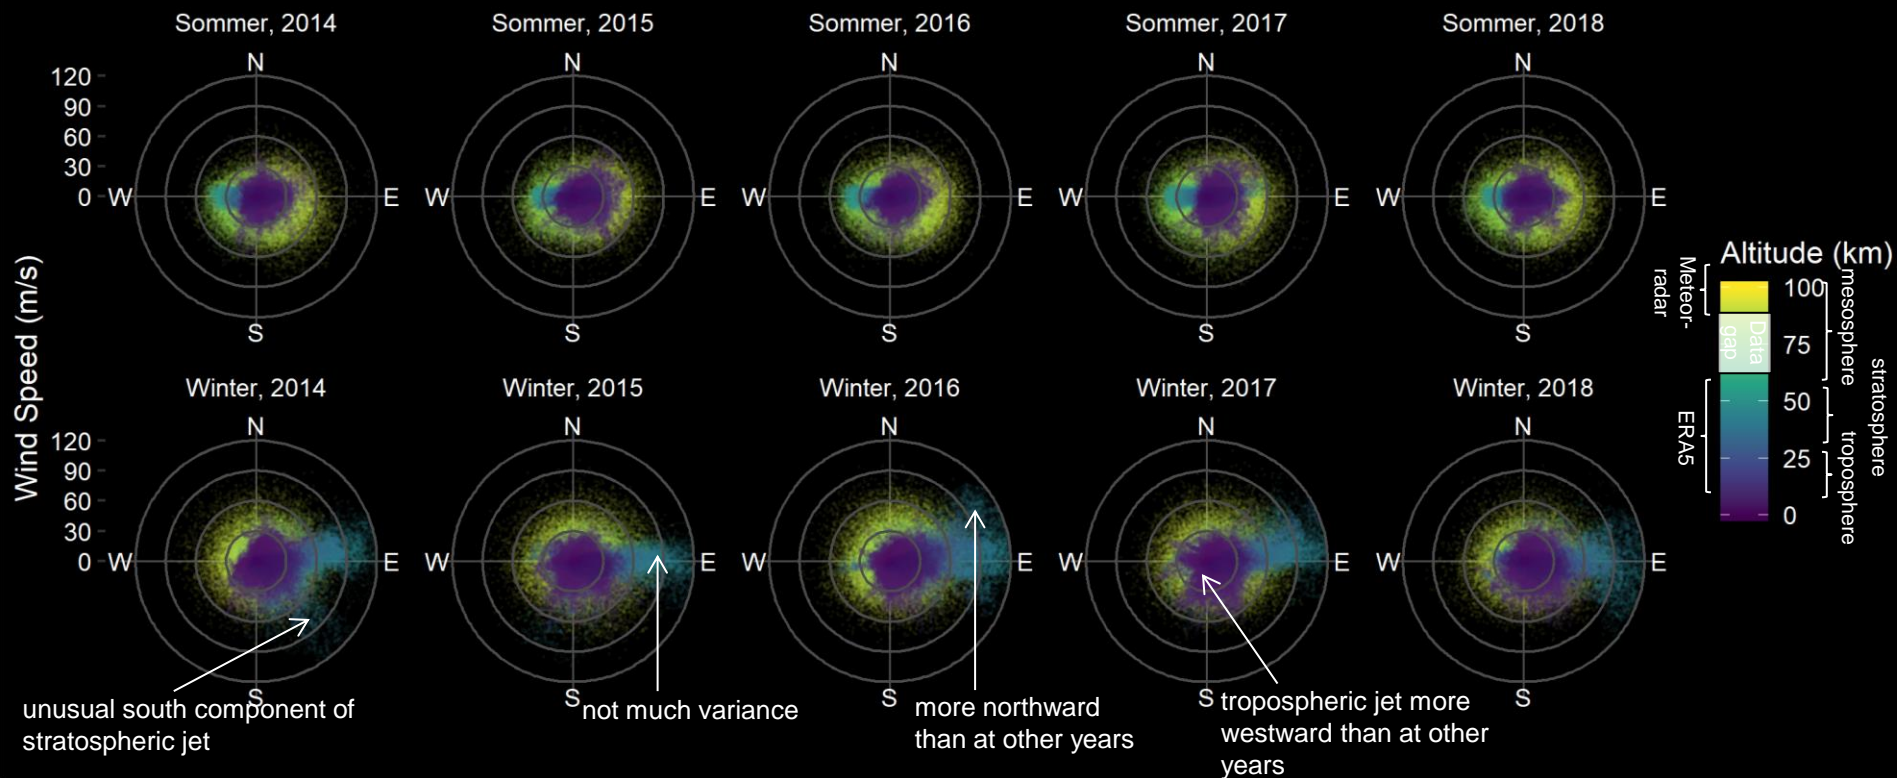 Sommer, 2014
Sommer, 2015
Sommer, 2016
Sommer, 2017
Sommer, 2018
N
N
N
N
N
120
90
60
30
0
W
E
W
E
W
E
W
E
W
E
S
S
S
S
S
Wind Speed (m/s)
Winter, 2014
Winter, 2015
Winter, 2016
Winter, 2017
Winter, 2018
N
N
N
N
N
120
90
60
30
0
W
E
W
E
W
E
W
E
W
E
S
S
S
S
S
unusual south component of
stratospheric jet
not much variance
more northward
than at other years
tropospheric jet more
westward than at other
years
Altitude (km)
100
75
50
25
0
Meteor-
radar
Data
gap
ERA5
mesosphere
stratosphere
troposphere